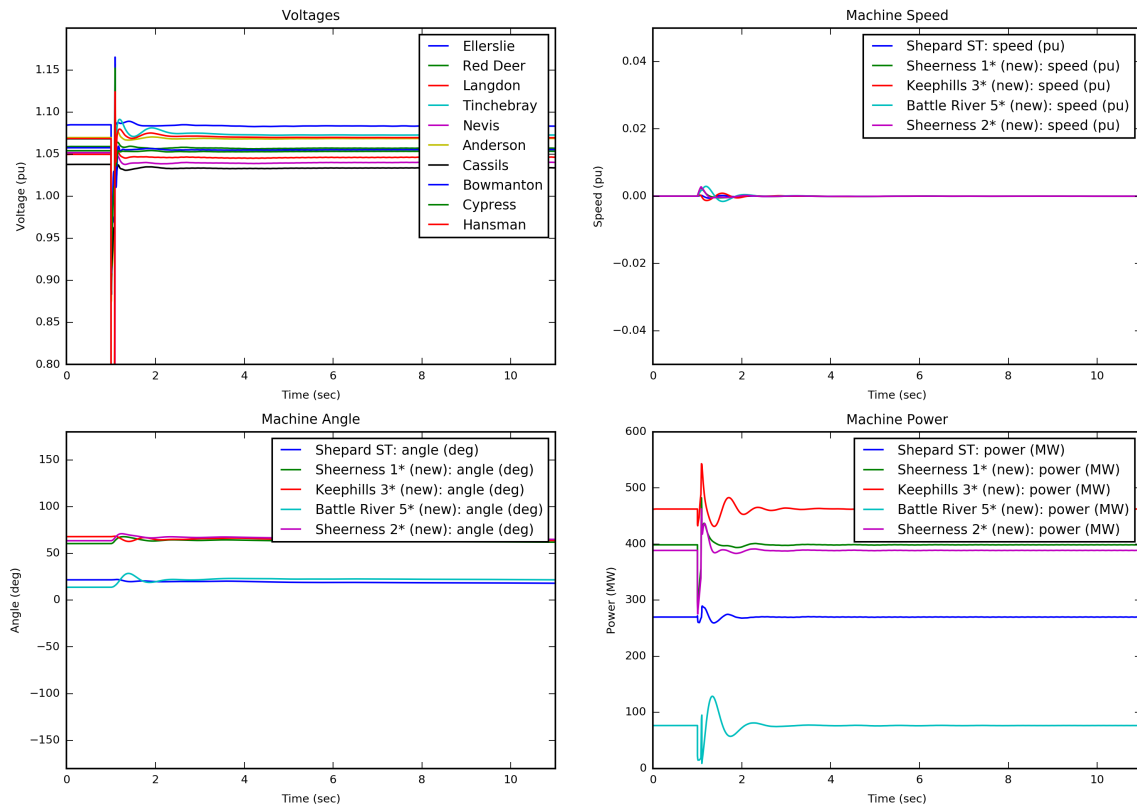 Voltages
Voltage (pu)
1.15
1.10
1.05
1.00
0.95
0.90
0.85
0.80
0 2 4 6 8 10
Time (sec)
Ellerslie
Red Deer
Langdon
Tinchebray
Nevis
Anderson
Cassils
Bowmanton
Cypress
Hansman
Machine Speed
Speed (pu)
0.04
0.02
0.00
−0.02
−0.04
0 2 4 6 8 10
Time (sec)
Shepard ST: speed (pu)
Sheerness 1* (new): speed (pu)
Keephills 3* (new): speed (pu)
Battle River 5* (new): speed (pu)
Sheerness 2* (new): speed (pu)
Machine Angle
Angle (deg)
150
100
50
0
−50
−100
−150
0 2 4 6 8 10
Time (sec)
Shepard ST: angle (deg)
Sheerness 1* (new): angle (deg)
Keephills 3* (new): angle (deg)
Battle River 5* (new): angle (deg)
Sheerness 2* (new): angle (deg)
Machine Power
Power (MW)
600
500
400
300
200
100
0
0 2 4 6 8 10
Time (sec)
Shepard ST: power (MW)
Sheerness 1* (new): power (MW)
Keephills 3* (new): power (MW)
Battle River 5* (new): power (MW)
Sheerness 2* (new): power (MW)